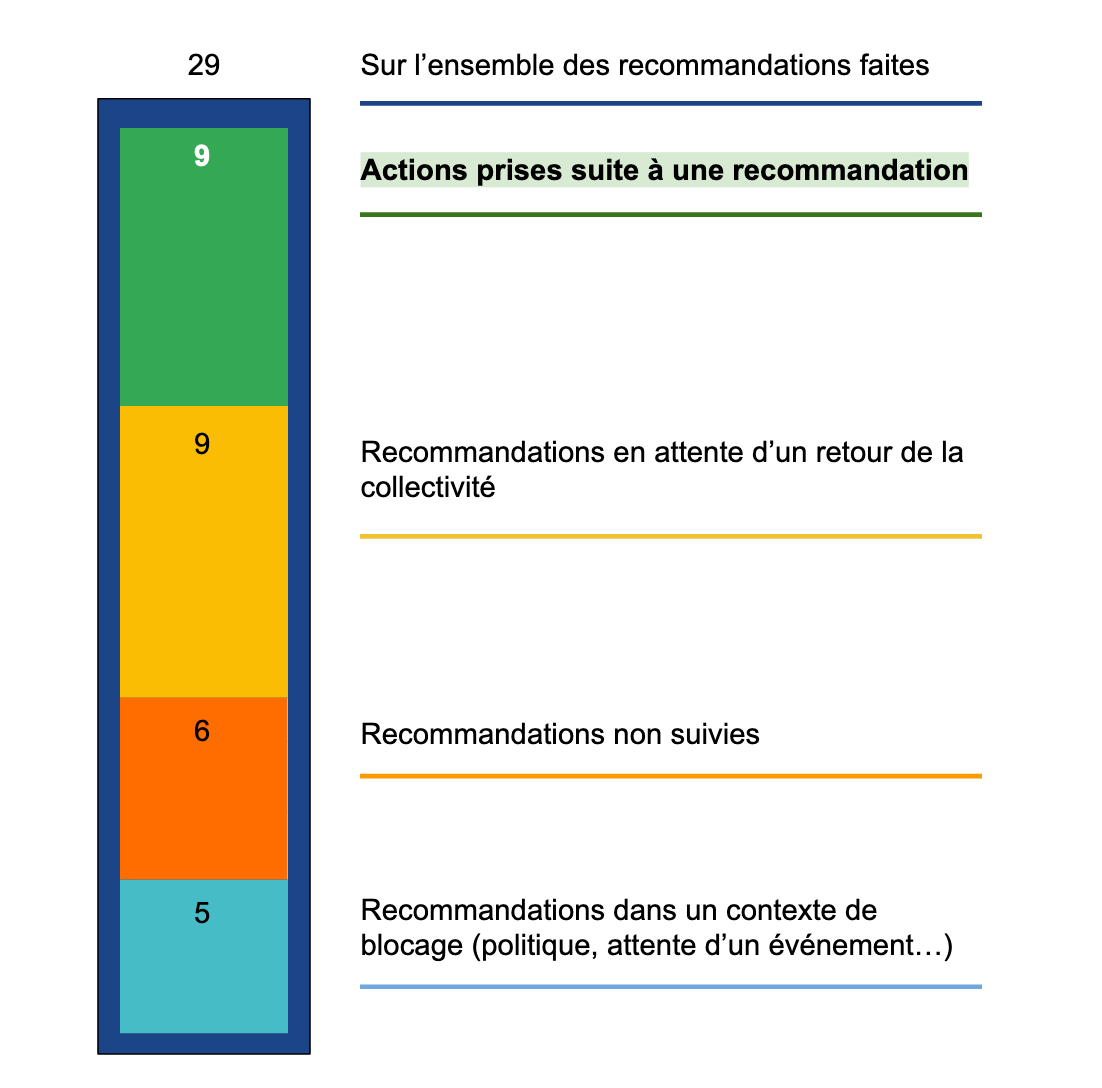 29
Sur l’ensemble des recommandations faites
9
Actions prises suite à une recommandation
9
Recommandations en attente d’un retour de la
collectivité
6
Recommandations non suivies
5
Recommandations dans un contexte de
blocage (politique, attente d’un événement…)